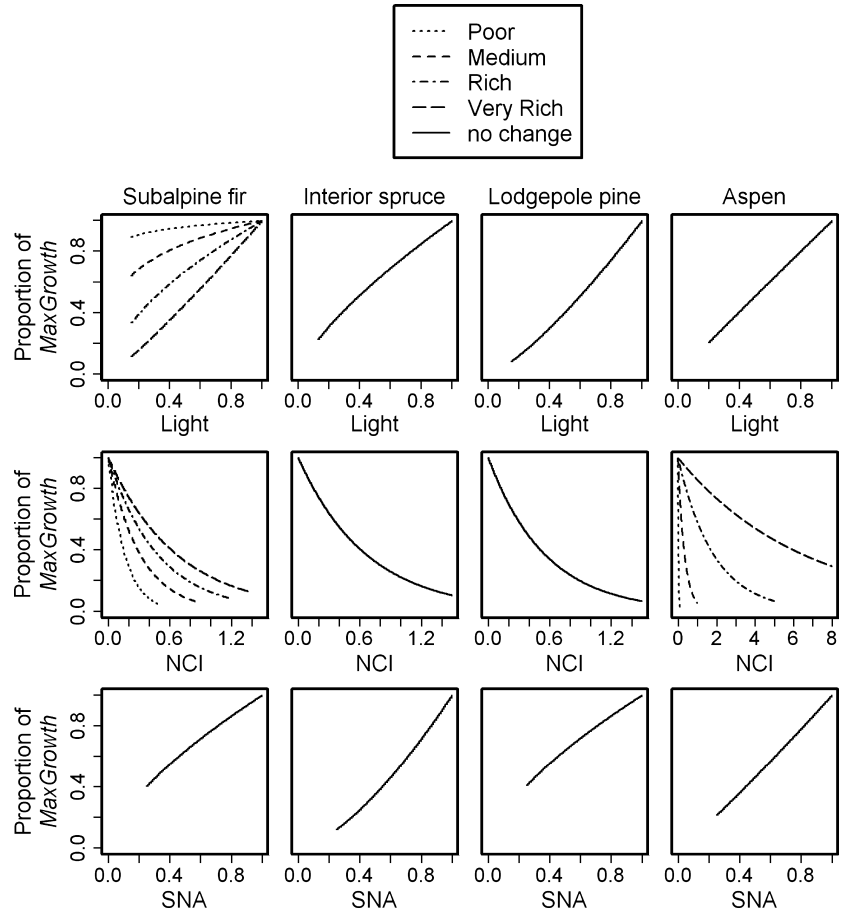 Poor
Medium
Rich
Very Rich
no change
Subalpine fir Interior spruce Lodgepole pine Aspen
Proportion of
MaxGrowth
0.0 0.4 0.8
0.0 0.4 0.8 0.0 0.4 0.8 0.0 0.4 0.8 0.0 0.4 0.8
Light Light Light Light
Proportion of
MaxGrowth
0.0 0.4 0.8
0.0 0.6 1.2 0.0 0.6 1.2 0.0 0.6 1.2 0 2 4 6 8
NCI NCI NCI NCI
Proportion of
MaxGrowth
0.0 0.4 0.8
0.0 0.4 0.8 0.0 0.4 0.8 0.0 0.4 0.8 0.0 0.4 0.8
SNA SNA SNA SNA